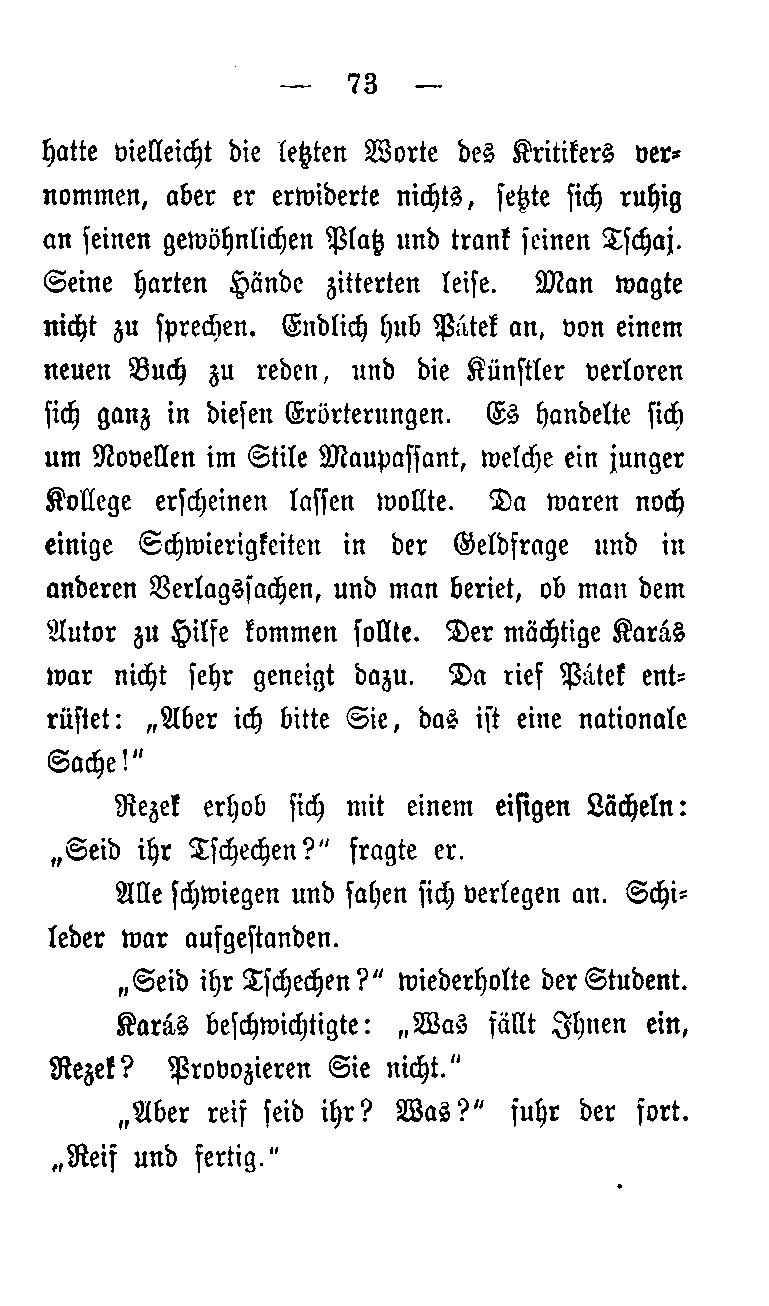 — 73 —
hatte vielleicht die letzten Worte des Kritikers ver-
nommen, aber er erwiderte nichts, setzte sich ruhig
an seinen gewöhnlichen Platz und trank seinen Tschaj.
Seine harten Hände zitterten leise. Man wagte
nicht zu sprechen. Endlich hub Pátek an, von einem
neuen Buch zu reden, und die Künstler verloren
sich ganz in diesen Erörterungen. Es handelte sich
um Novellen im Stile Maupassant, welche ein junger
Kollege erscheinen lassen wollte. Da waren noch
einige Schwierigkeiten in der Geldfrage und in
anderen Verlagssachen, und man beriet, ob man dem
Autor zu Hilfe kommen sollte. Der mächtige Karás
war nicht sehr geneigt dazu. Da rief Pátek ent-
rüstet: „Aber ich bitte Sie, das ist eine nationale
Sache!"
Rezek erhob sich mit einem eisigen Lächeln:
„Seid ihr Tschechen?" fragte er.
Alle schwiegen und sahen sich verlegen an. Schi-
leder war aufgestanden.
„Seid ihr Tschechen?" wiederholte der Student.
Karás beschwichtigte: „Was fällt Ihnen ein,
Rezek? Provozieren Sie nicht."
„Aber reif seid ihr? Was?" fuhr der fort.
„Reif und fertig."